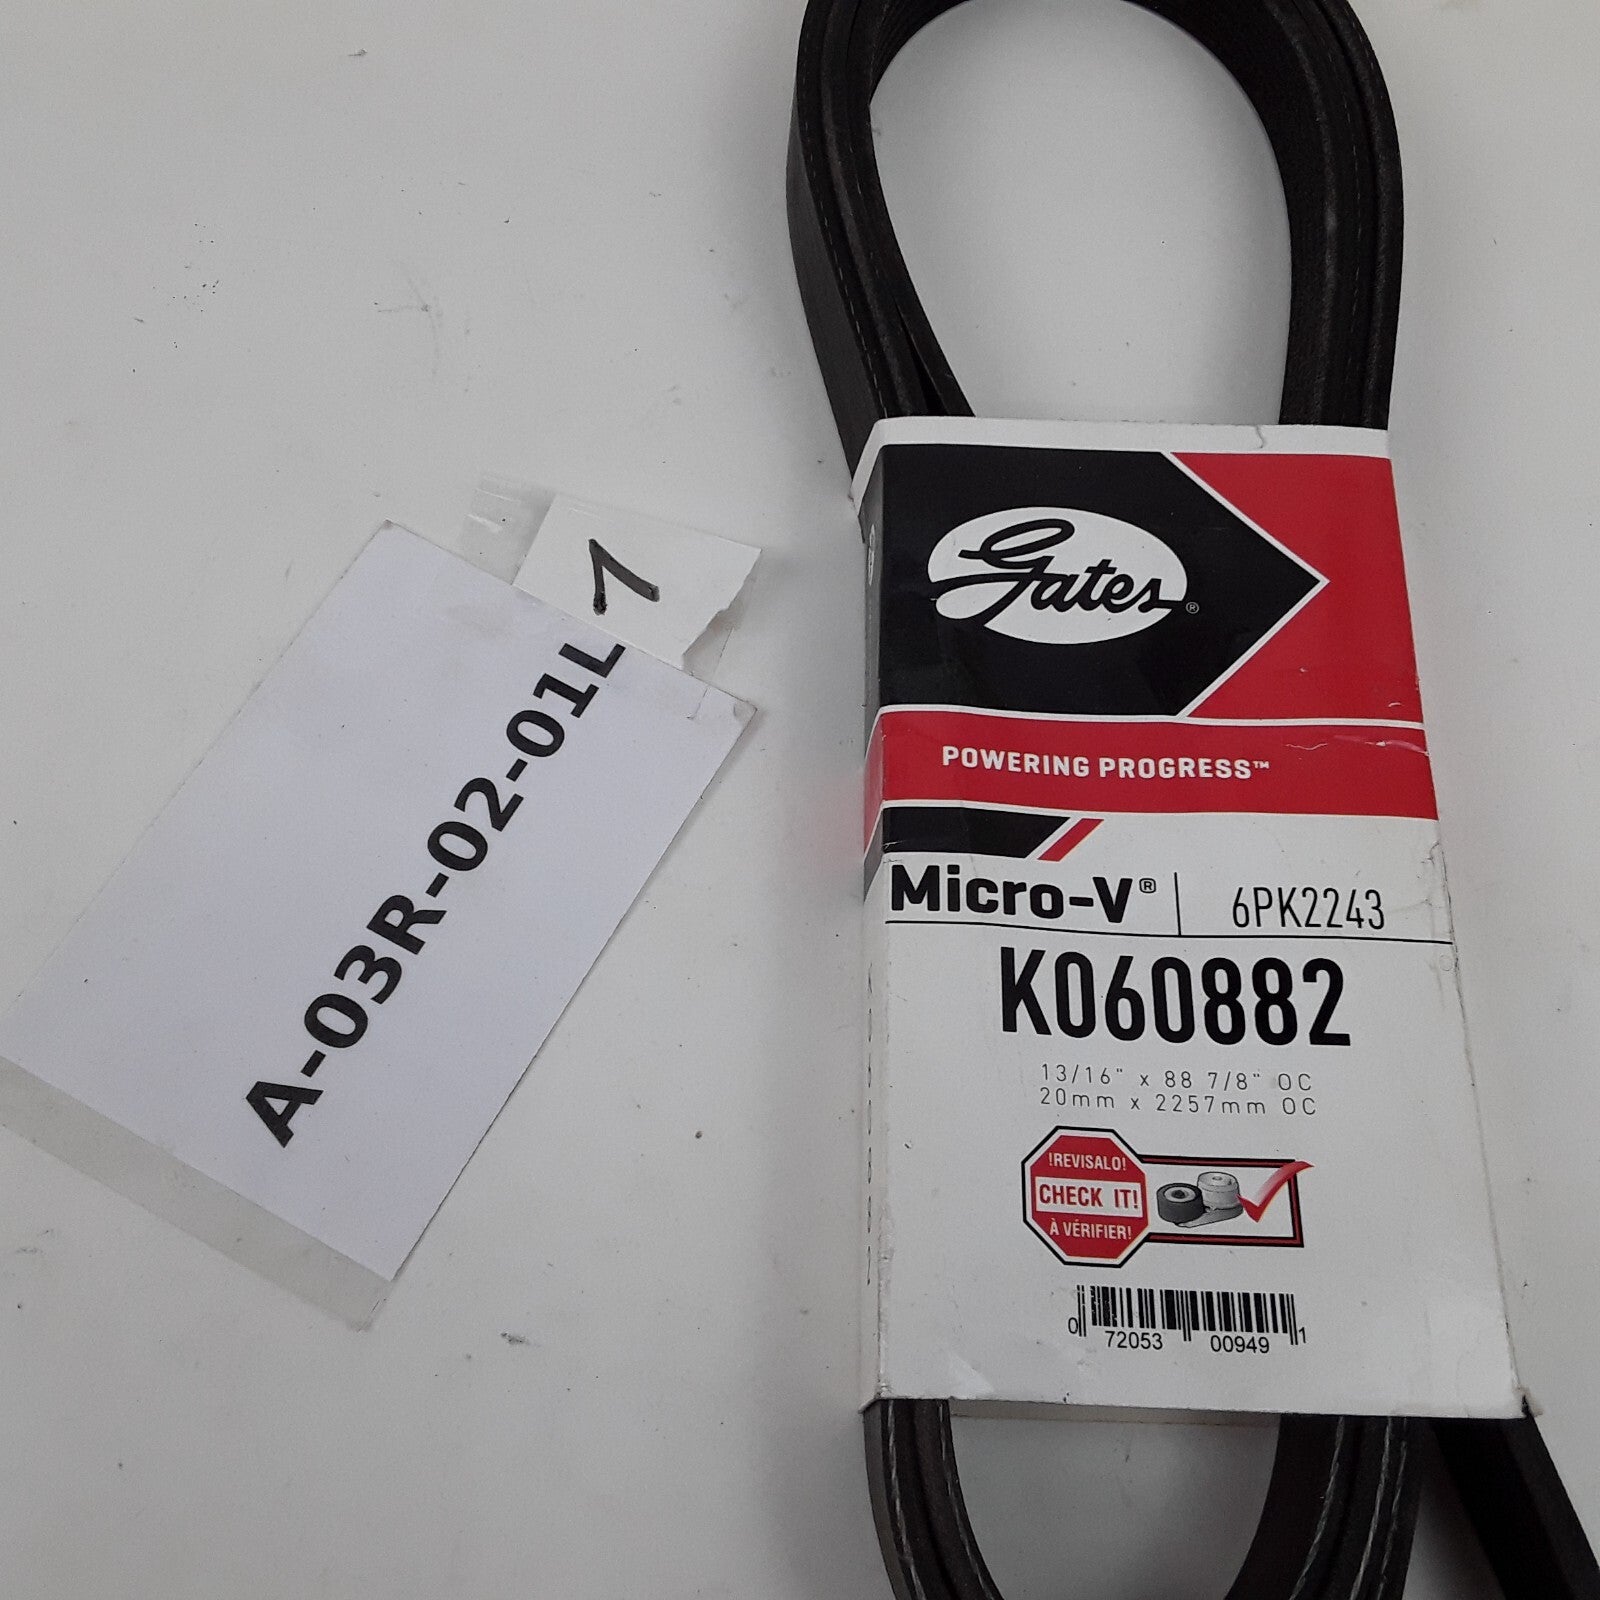 1
A-03R-02-01L
Gates®
POWERING PROGRESS™
Micro-V® 6PK2243
K060882
13/16" x 88 7/8" OC
20mm x 2257mm OC
!REVISALO!
CHECK IT!
À VÉRIFIER!
0 72053 00949 1